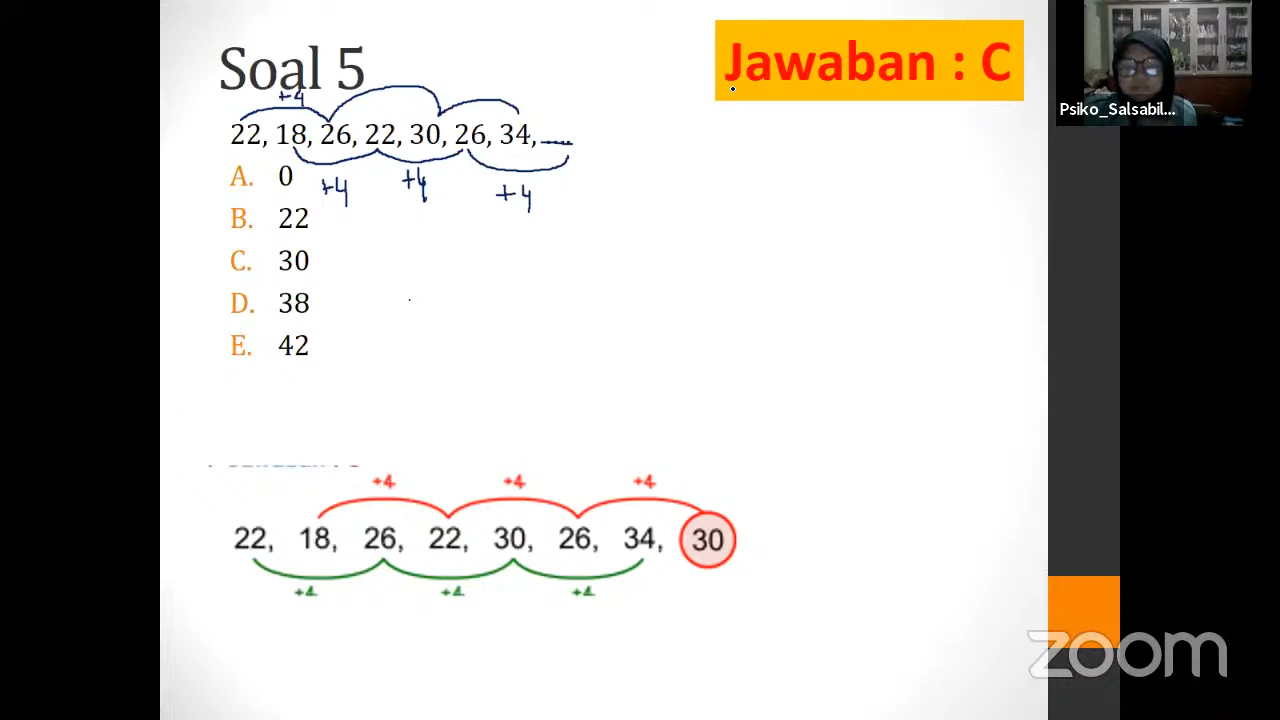 Soal 5
Jawaban : C
+4
22, 18, 26, 22, 30, 26, 34, .....
+4 +4 +4
A. 0
B. 22
C. 30
D. 38
E. 42
+4 +4 +4
22, 18, 26, 22, 30, 26, 34, 30
+4 +4 +4
Psiko_Salsabil...
zoom